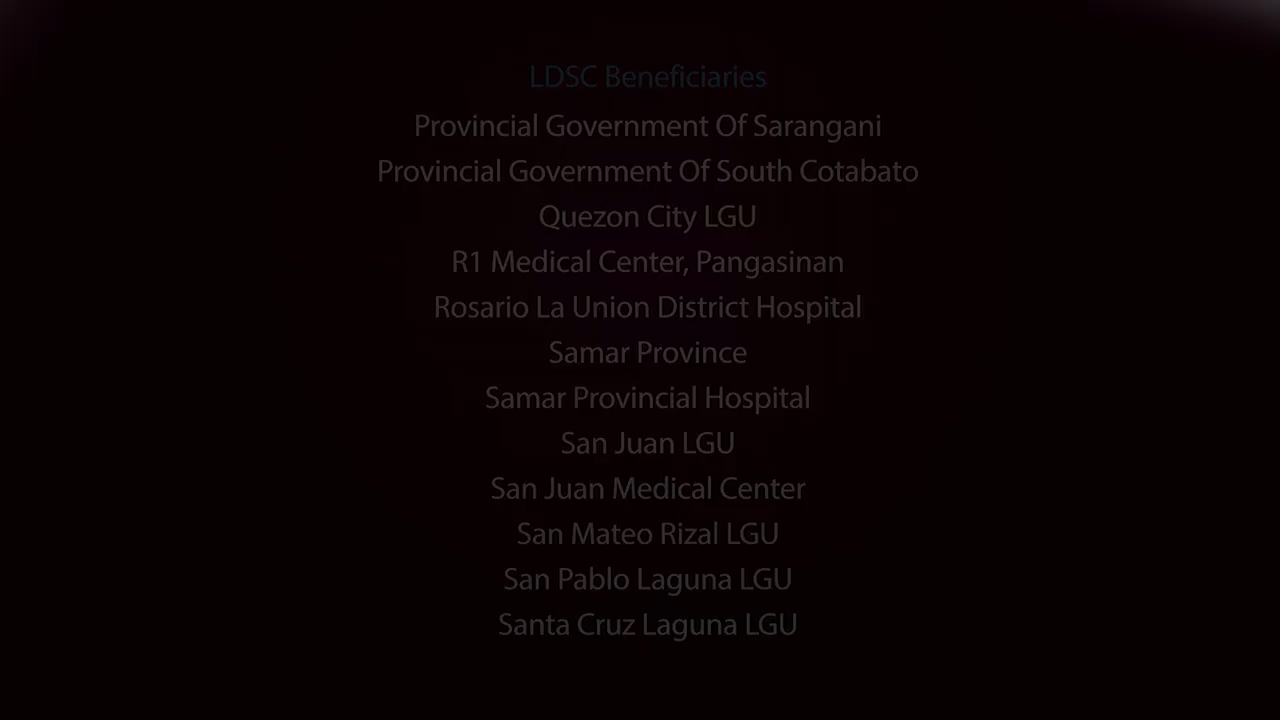 LDSC Beneficiaries
Provincial Government Of Sarangani
Provincial Government Of South Cotabato
Quezon City LGU
R1 Medical Center, Pangasinan
Rosario La Union District Hospital
Samar Province
Samar Provincial Hospital
San Juan LGU
San Juan Medical Center
San Mateo Rizal LGU
San Pablo Laguna LGU
Santa Cruz Laguna LGU